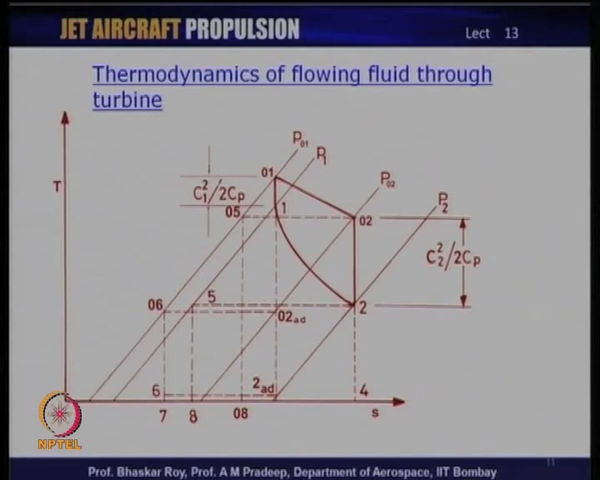 JET AIRCRAFT PROPULSION
Lect 13
Thermodynamics of flowing fluid through
turbine
P01
P1
T
01
C1²/2Cp
1
P02
05
02
P2
C2²/2Cp
06
5
02ad
2
6
2ad
4
7
8
08
s
NPTEL
11
Prof. Bhaskar Roy, Prof. A M Pradeep, Department of Aerospace, IIT Bombay